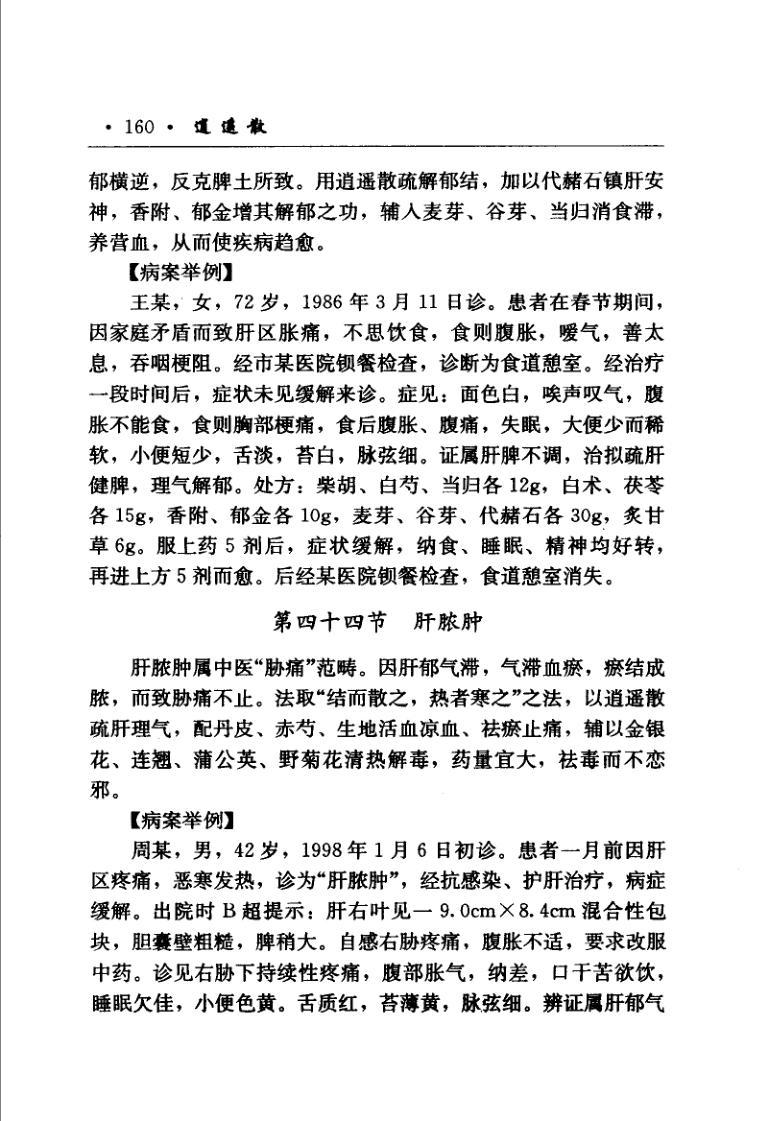 · 160 · 逍遥散
郁横逆，反克脾土所致。用逍遥散疏解郁结，加以代赭石镇肝安
神，香附、郁金增其解郁之功，辅入麦芽、谷芽、当归消食滞，
养营血，从而使疾病趋愈。
【病案举例】
王某，女，72岁，1986年3月11日诊。患者在春节期间，
因家庭矛盾而致肝区胀痛，不思饮食，食则腹胀，嗳气，善太
息，吞咽梗阻。经市某医院钡餐检查，诊断为食道憩室。经治疗
一段时间后，症状未见缓解来诊。症见：面色白，唉声叹气，腹
胀不能食，食则胸部梗痛，食后腹胀、腹痛，失眠，大便少而稀
软，小便短少，舌淡，苔白，脉弦细。证属肝脾不调，治拟疏肝
健脾，理气解郁。处方：柴胡、白芍、当归各12g，白术、茯苓
各15g，香附、郁金各10g，麦芽、谷芽、代赭石各30g，炙甘
草6g。服上药5剂后，症状缓解，纳食、睡眠、精神均好转，
再进上方5剂而愈。后经某医院钡餐检查，食道憩室消失。
第四十四节 肝脓肿
肝脓肿属中医“胁痛”范畴。因肝郁气滞，气滞血瘀，瘀结成
脓，而致胁痛不止。法取“结而散之，热者寒之”之法，以逍遥散
疏肝理气，配丹皮、赤芍、生地活血凉血、祛瘀止痛，辅以金银
花、连翘、蒲公英、野菊花清热解毒，药量宜大，祛毒而不恋
邪。
【病案举例】
周某，男，42岁，1998年1月6日初诊。患者一月前因肝
区疼痛，恶寒发热，诊为“肝脓肿”，经抗感染、护肝治疗，病症
缓解。出院时B超提示：肝右叶见一9.0cm×8.4cm混合性包
块，胆囊壁粗糙，脾稍大。自感右胁疼痛，腹胀不适，要求改服
中药。诊见右胁下持续性疼痛，腹部胀气，纳差，口干苦欲饮，
睡眠欠佳，小便色黄。舌质红，苔薄黄，脉弦细。辨证属肝郁气